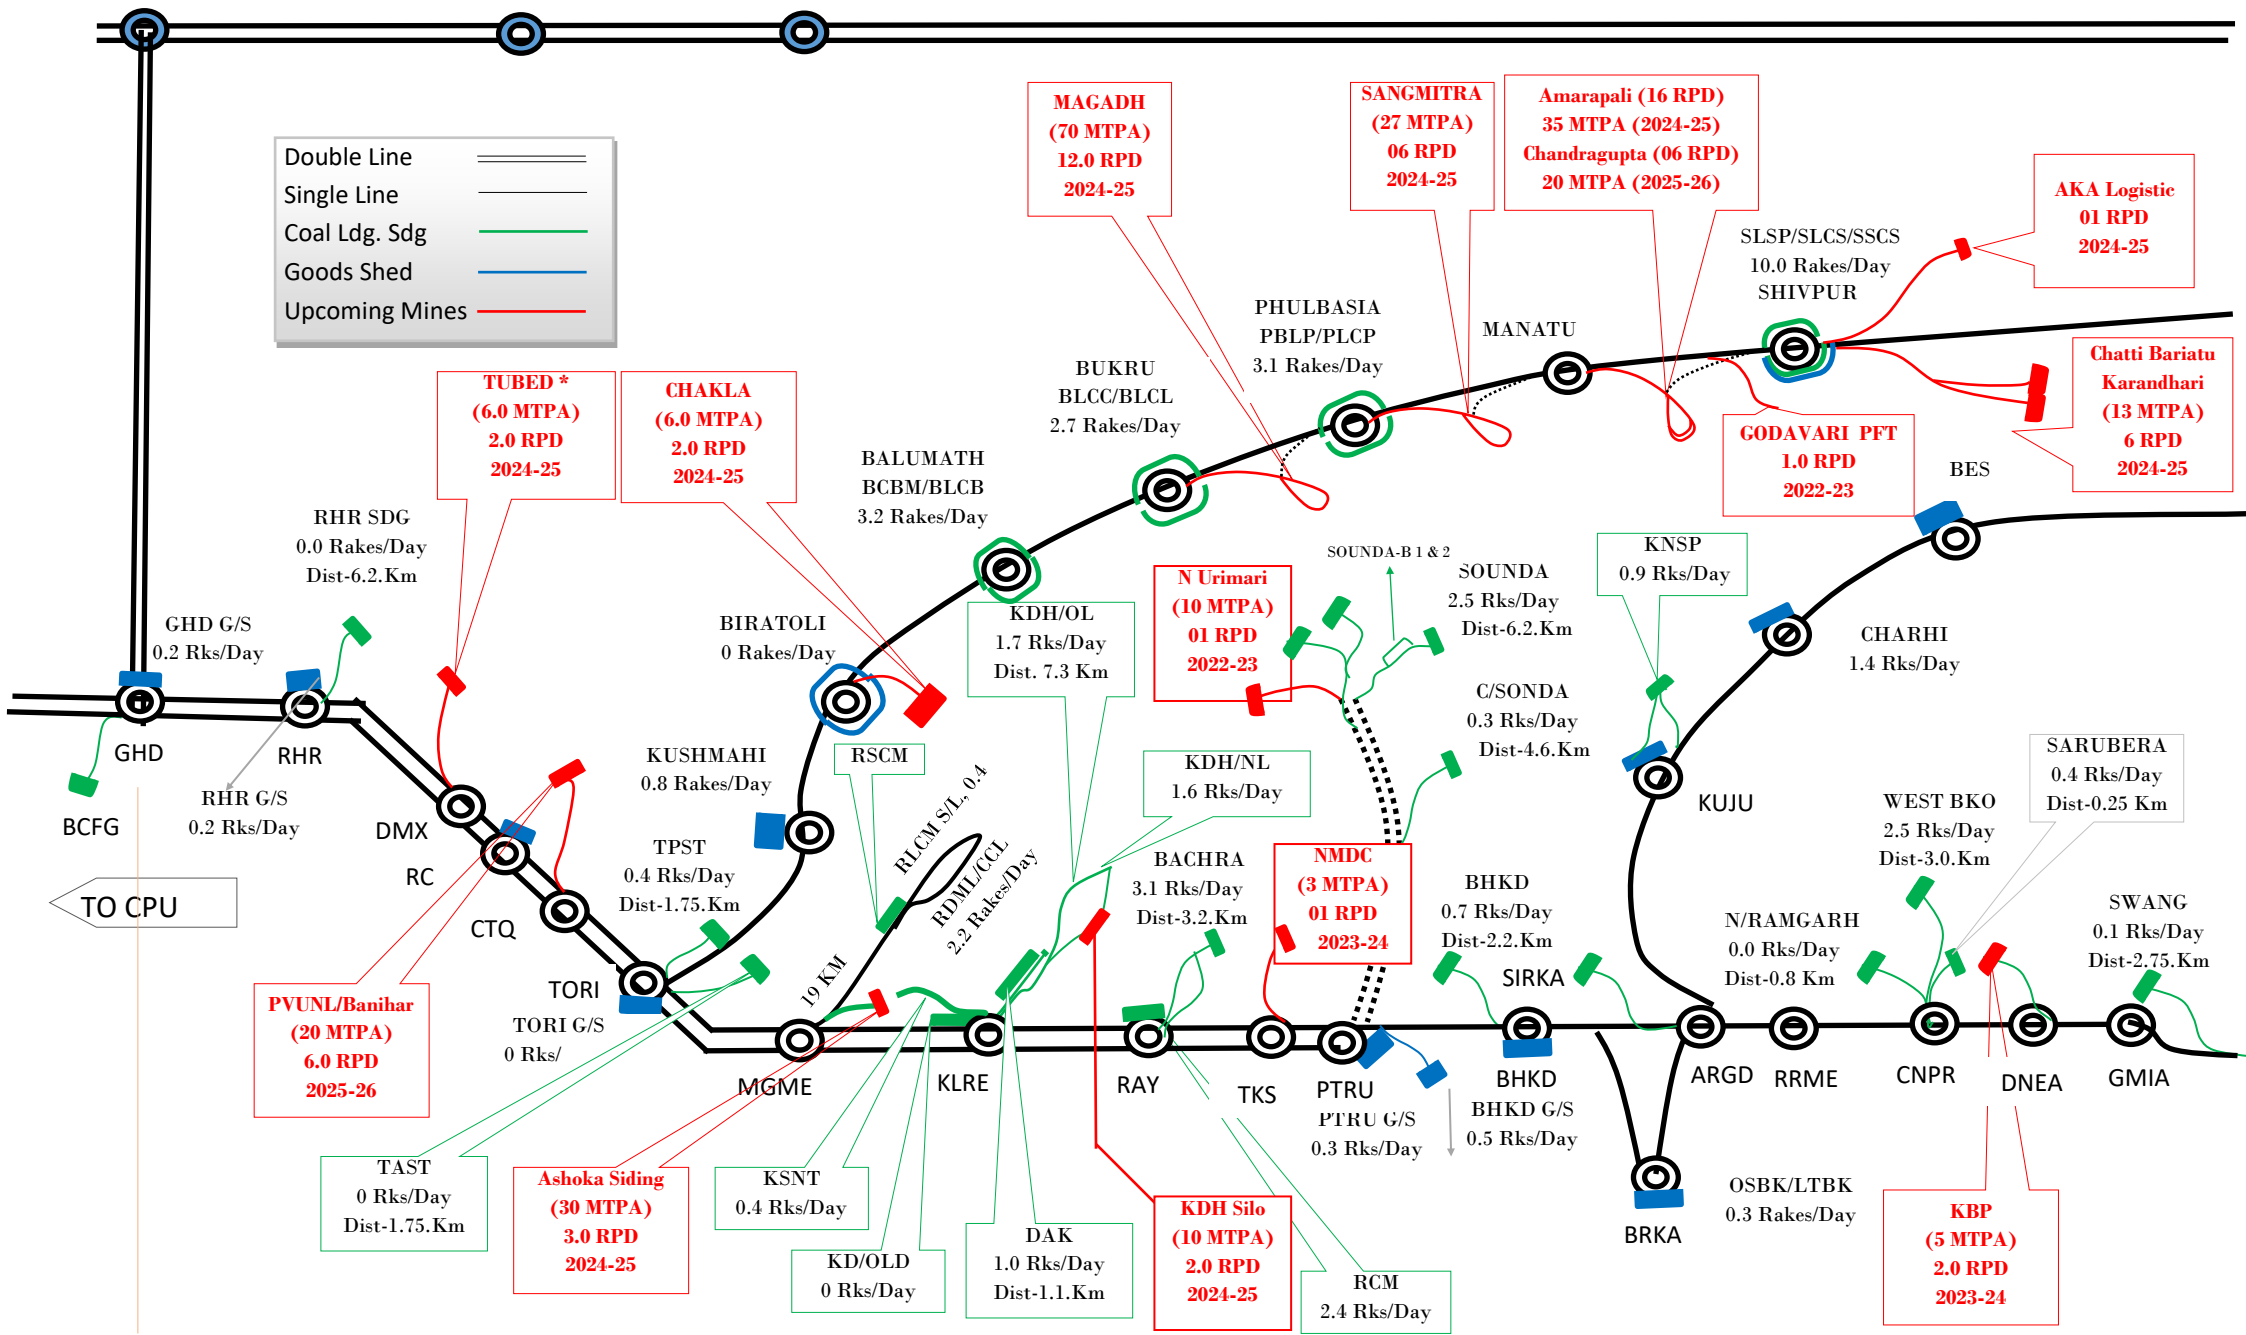 Double Line
Single Line
Coal Ldg. Sdg
Goods Shed
Upcoming Mines
MAGADH
(70 MTPA)
12.0 RPD
2024-25
SANGMITRA
(27 MTPA)
06 RPD
2024-25
Amarapali (16 RPD)
35 MTPA (2024-25)
Chandragupta (06 RPD)
20 MTPA (2025-26)
AKA Logistic
01 RPD
2024-25
SLSP/SLCS/SSCS
10.0 Rakes/Day
SHIVPUR
PHULBASIA
PBLP/PLCP
3.1 Rakes/Day
MANATU
BUKRU
BLCC/BLCL
2.7 Rakes/Day
Chatti Bariatu
Karandhari
(13 MTPA)
6 RPD
2024-25
GODAVARI PFT
1.0 RPD
2022-23
BES
TUBED *
(6.0 MTPA)
2.0 RPD
2024-25
CHAKLA
(6.0 MTPA)
2.0 RPD
2024-25
BALUMATH
BCBM/BLCB
3.2 Rakes/Day
RHR SDG
0.0 Rakes/Day
Dist-6.2.Km
GHD G/S
0.2 Rks/Day
BIRATOLI
0 Rakes/Day
KDH/OL
1.7 Rks/Day
Dist. 7.3 Km
N Urimari
(10 MTPA)
01 RPD
2022-23
SOUNDA-B 1 & 2
SOUNDA
2.5 Rks/Day
Dist-6.2.Km
KNSP
0.9 Rks/Day
CHARHI
1.4 Rks/Day
C/SONDA
0.3 Rks/Day
Dist-4.6.Km
GHD
RHR
BCFG
RHR G/S
0.2 Rks/Day
DMX
RC
CTQ
TO CPU
KUSHMAHI
0.8 Rakes/Day
RSCM
RLCM S/L, 0.4
RDML/CCL
2.2 Rakes/Day
KDH/NL
1.6 Rks/Day
KUJU
SARUBERA
0.4 Rks/Day
Dist-0.25 Km
WEST BKO
2.5 Rks/Day
Dist-3.0.Km
TPST
0.4 Rks/Day
Dist-1.75.Km
BACHRA
3.1 Rks/Day
Dist-3.2.Km
NMDC
(3 MTPA)
01 RPD
2023-24
BHKD
0.7 Rks/Day
Dist-2.2.Km
SIRKA
N/RAMGARH
0.0 Rks/Day
Dist-0.8 Km
SWANG
0.1 Rks/Day
Dist-2.75.Km
TORI
TORI G/S
0 Rks/
19 KM
PVUNL/Banihar
(20 MTPA)
6.0 RPD
2025-26
MGME
KLRE
RAY
TKS
PTRU
PTRU G/S
0.3 Rks/Day
BHKD
BHKD G/S
0.5 Rks/Day
ARGD
RRME
CNPR
DNEA
GMIA
TAST
0 Rks/Day
Dist-1.75.Km
Ashoka Siding
(30 MTPA)
3.0 RPD
2024-25
KSNT
0.4 Rks/Day
KD/OLD
0 Rks/Day
DAK
1.0 Rks/Day
Dist-1.1.Km
KDH Silo
(10 MTPA)
2.0 RPD
2024-25
RCM
2.4 Rks/Day
BRKA
OSBK/LTBK
0.3 Rakes/Day
KBP
(5 MTPA)
2.0 RPD
2023-24